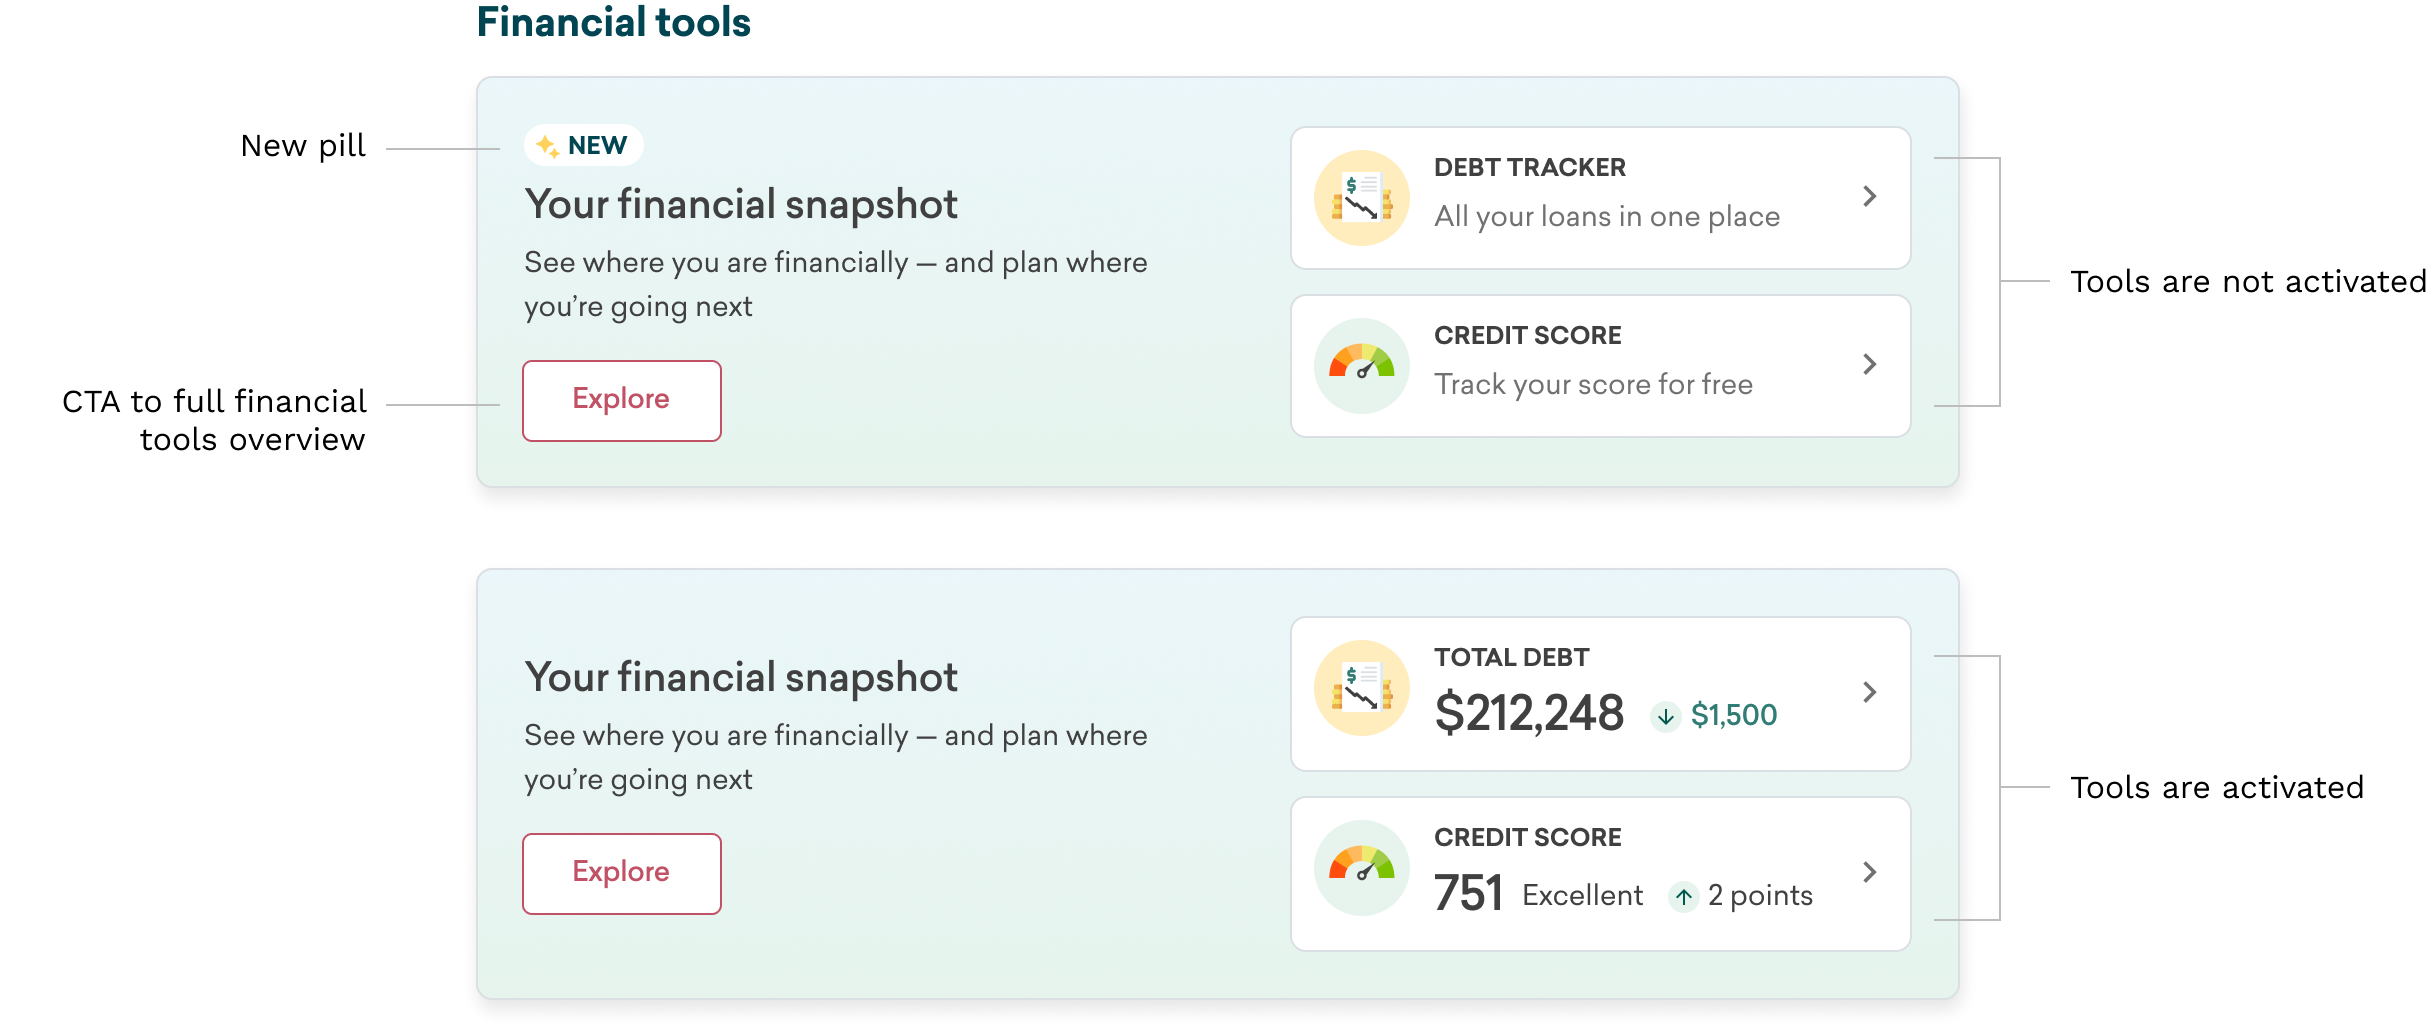 Financial tools
New pill
NEW
Your financial snapshot
See where you are financially — and plan where
you’re going next
CTA to full financial
tools overview
Explore
DEBT TRACKER
All your loans in one place
CREDIT SCORE
Track your score for free
Tools are not activated
Your financial snapshot
See where you are financially — and plan where
you’re going next
Explore
$
TOTAL DEBT
$212,248 $1,500
CREDIT SCORE
751 Excellent 2 points
Tools are activated